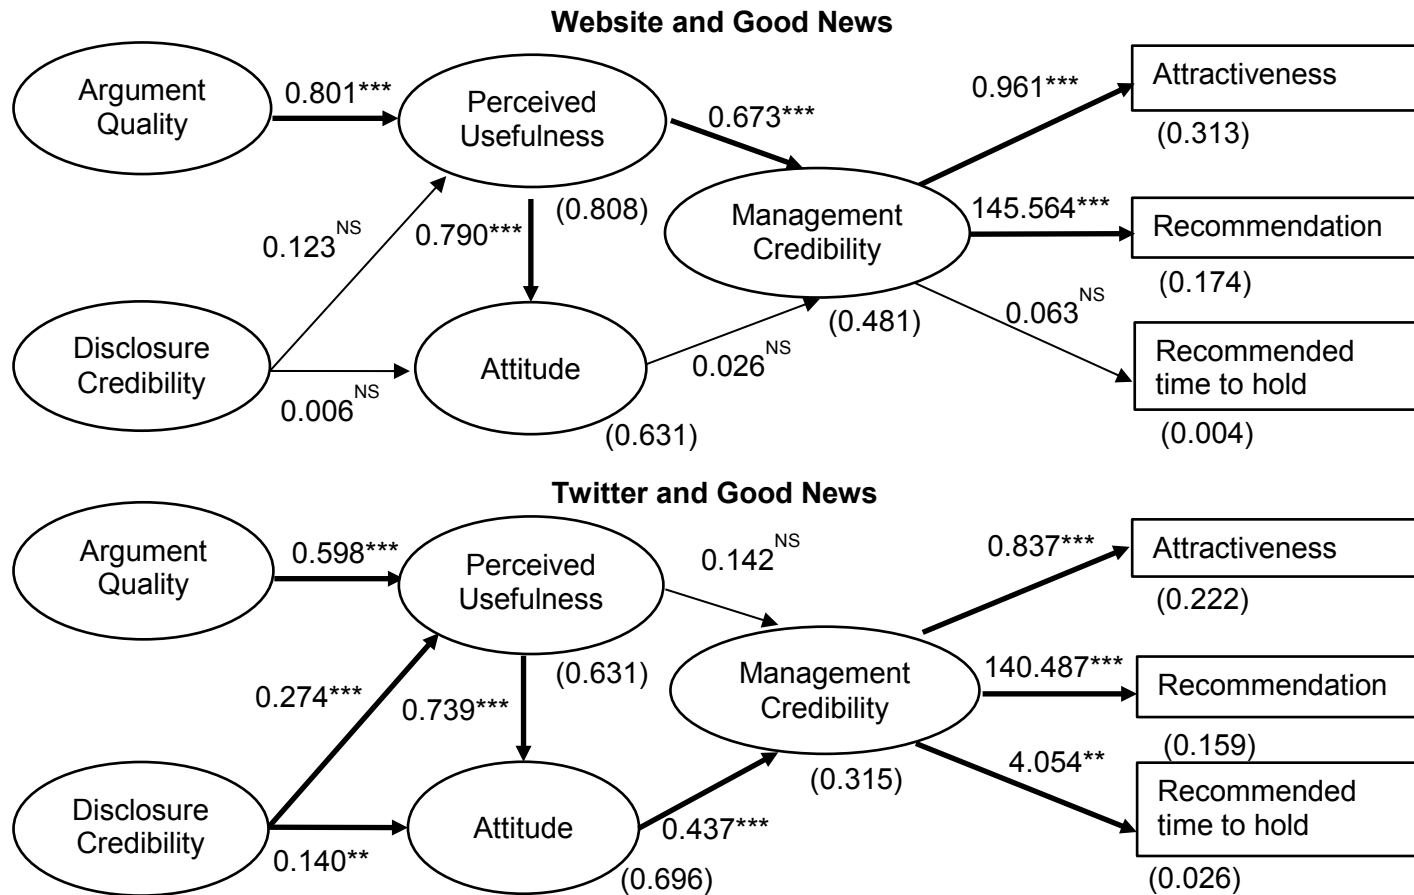 Website and Good News
Argument
Quality
0.801***
Perceived
Usefulness
(0.808)
0.673***
0.961***
Attractiveness
(0.313)
0.123NS
0.790***
Management
Credibility
(0.481)
145.564***
Recommendation
(0.174)
Disclosure
Credibility
0.006NS
Attitude
(0.631)
0.026NS
0.063NS
Recommended
time to hold
(0.004)
Twitter and Good News
Argument
Quality
0.598***
Perceived
Usefulness
(0.631)
0.142NS
0.837***
Attractiveness
(0.222)
0.274***
0.739***
Management
Credibility
(0.315)
140.487***
Recommendation
(0.159)
Disclosure
Credibility
0.140**
Attitude
(0.696)
0.437***
4.054**
Recommended
time to hold
(0.026)